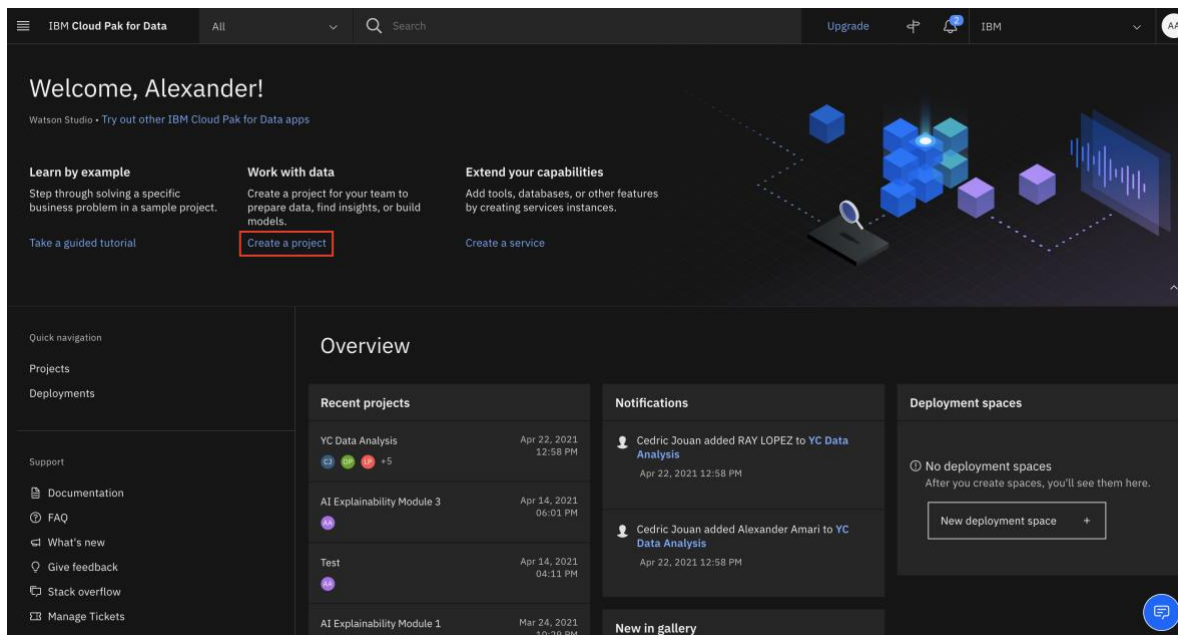 IBM Cloud Pak for Data
All
Search
Upgrade
2
IBM
AA
Welcome, Alexander!
Watson Studio • Try out other IBM Cloud Pak for Data apps
Learn by example
Step through solving a specific
business problem in a sample project.
Take a guided tutorial
Work with data
Create a project for your team to
prepare data, find insights, or build
models.
Create a project
Extend your capabilities
Add tools, databases, or other features
by creating services instances.
Create a service
Quick navigation
Projects
Deployments
Support
Documentation
FAQ
What's new
Give feedback
Stack overflow
Manage Tickets
Overview
Recent projects
YC Data Analysis
Apr 22, 2021
12:58 PM
CJ DP LP +5
AI Explainability Module 3
Apr 14, 2021
06:01 PM
AA
Test
Apr 14, 2021
04:11 PM
AA
AI Explainability Module 1
Mar 24, 2021
10:29 PM
Notifications
Cedric Jouan added RAY LOPEZ to YC Data
Analysis
Apr 22, 2021 12:58 PM
Cedric Jouan added Alexander Amari to YC
Data Analysis
Apr 22, 2021 12:58 PM
New in gallery
Deployment spaces
No deployment spaces
After you create spaces, you'll see them here.
New deployment space +